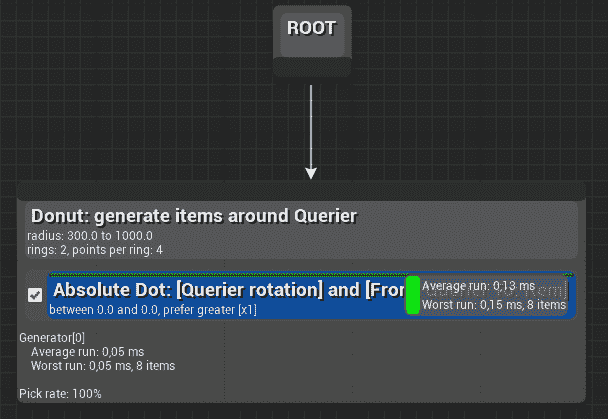 ROOT
Donut: generate items around Querier
radius: 300.0 to 1000.0
rings: 2, points per ring: 4
Absolute Dot: [Querier rotation] and [From
between 0.0 and 0.0, prefer greater [x1]
Average run: 0,13 ms
Worst run: 0,15 ms, 8 items
Generator[0]
Average run: 0,05 ms
Worst run: 0,05 ms, 8 items
Pick rate: 100%